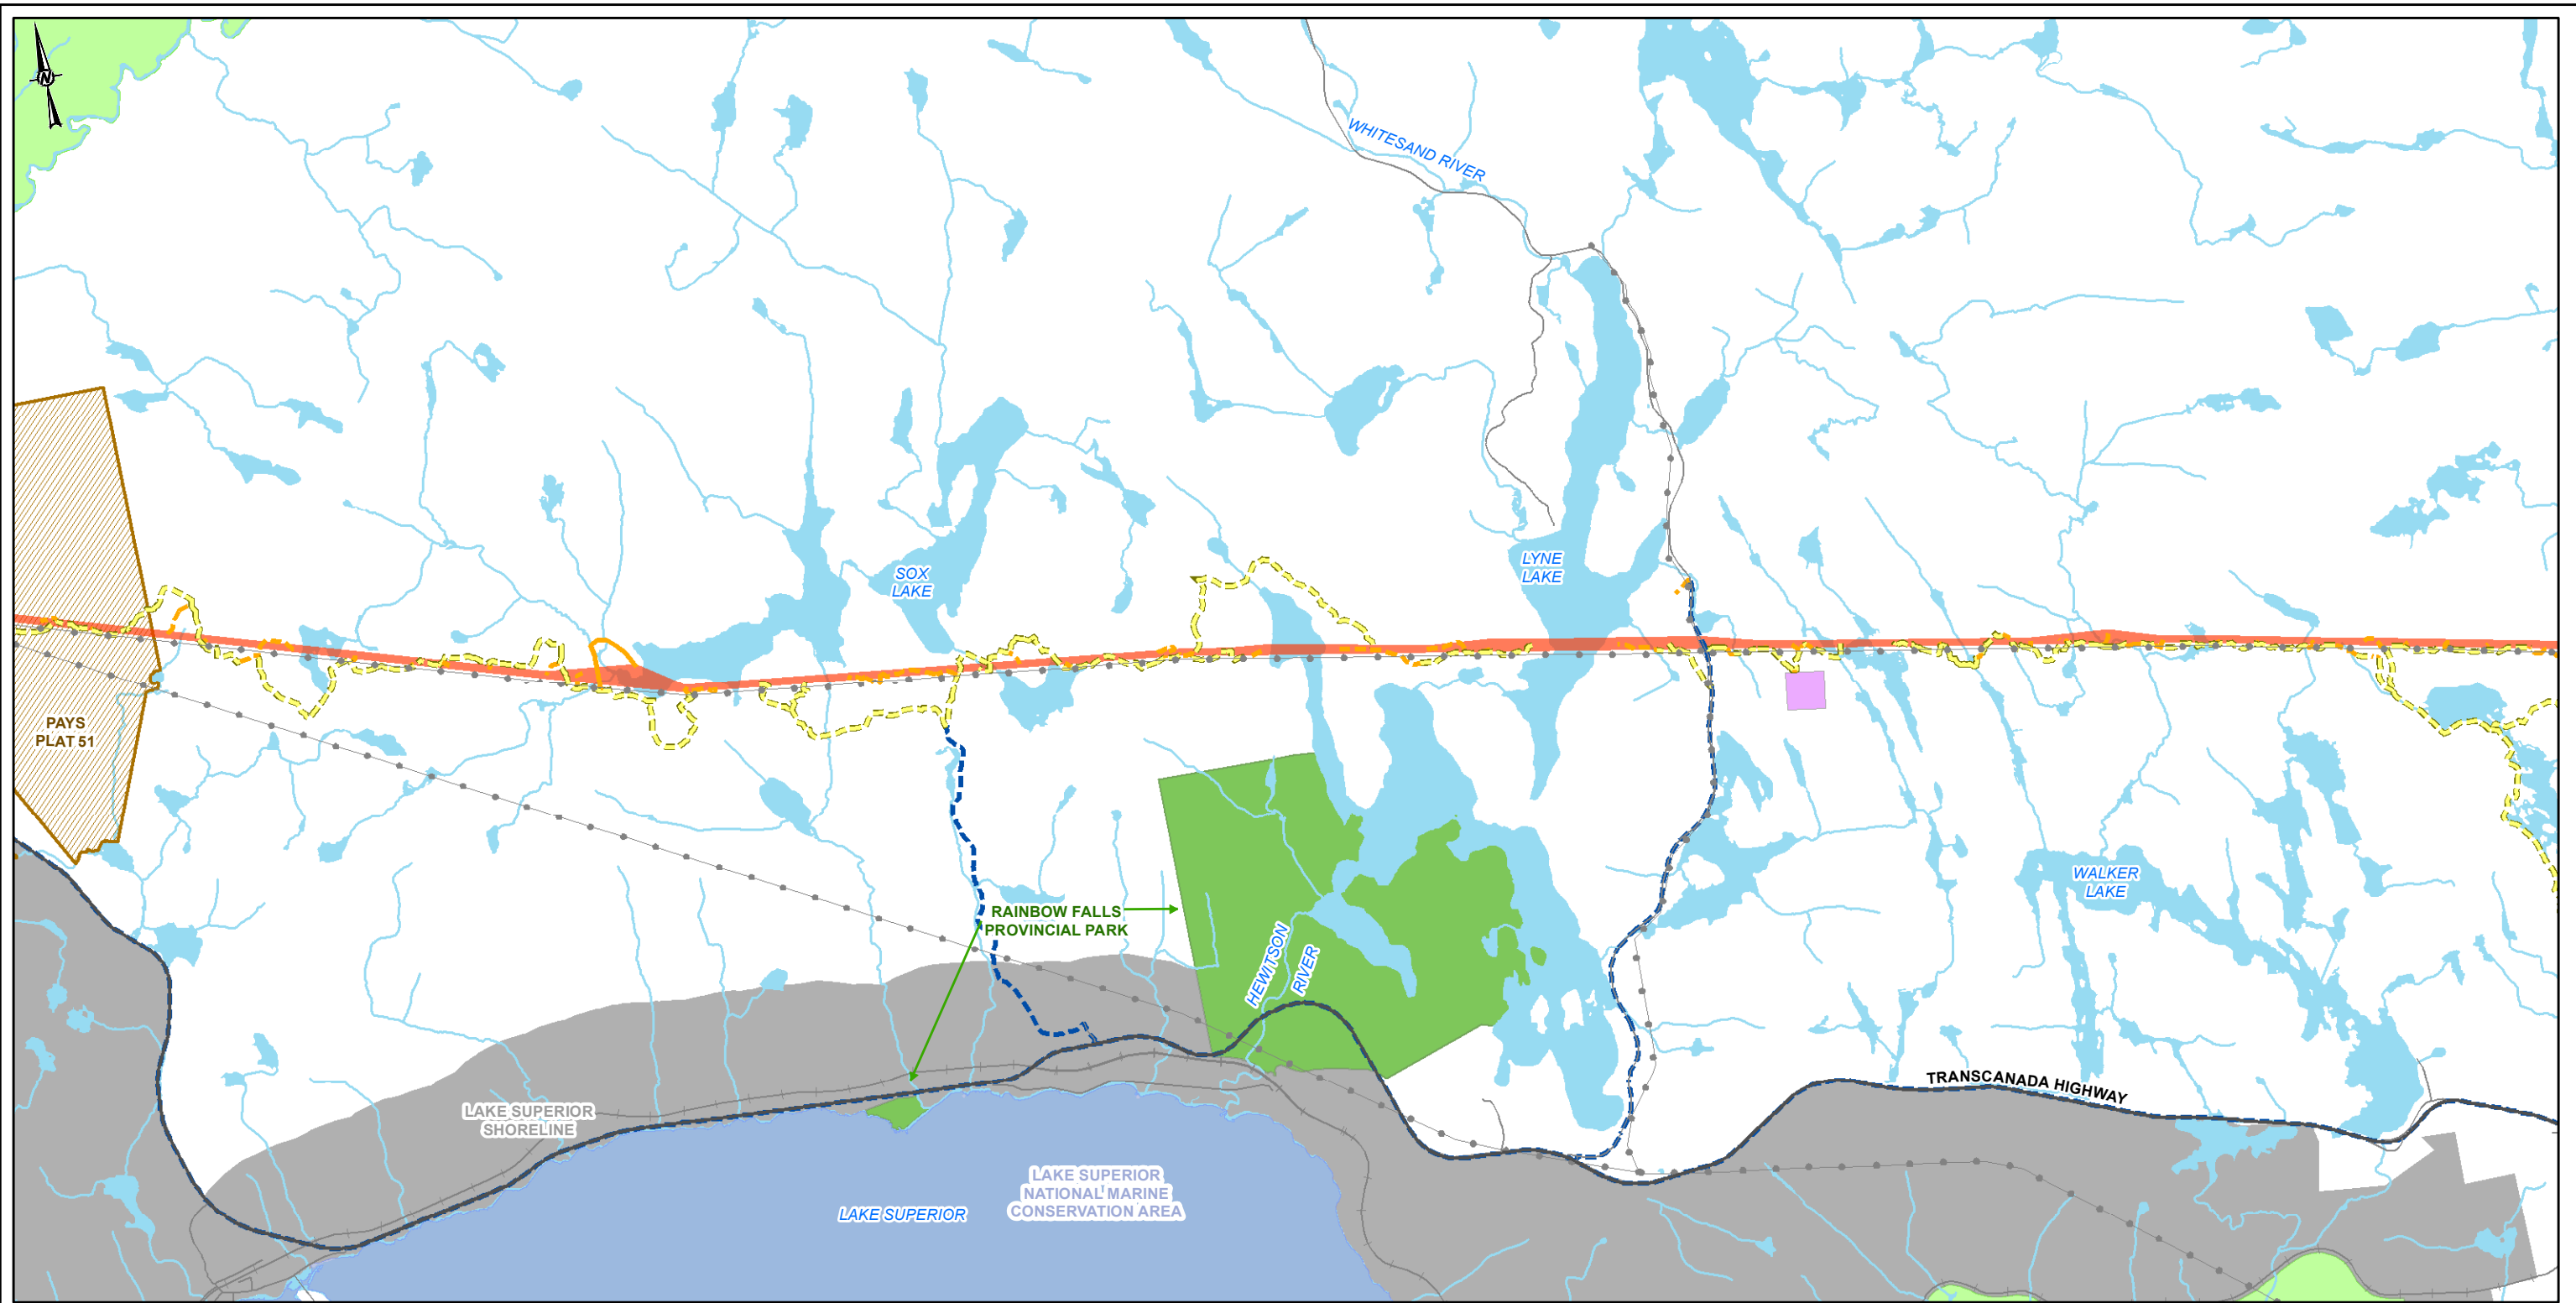 N
WHITESAND RIVER
SOX
LAKE
LYNE
LAKE
PAYS
PLAT 51
WALKER
LAKE
RAINBOW FALLS
PROVINCIAL PARK
HEWITSON
RIVER
TRANSCANADA HIGHWAY
LAKE SUPERIOR
SHORELINE
LAKE SUPERIOR
NATIONAL MARINE
CONSERVATION AREA
LAKE SUPERIOR